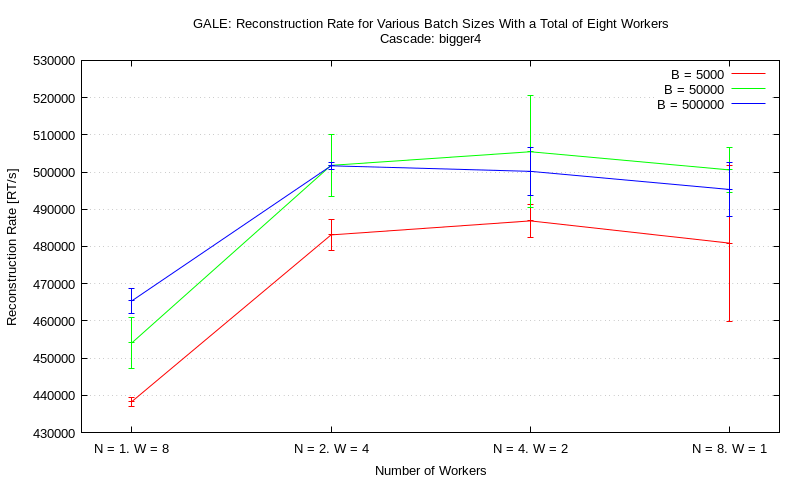 GALE: Reconstruction Rate for Various Batch Sizes With a Total of Eight Workers
Cascade: bigger4
530000
520000
510000
500000
490000
480000
470000
460000
450000
440000
430000
Reconstruction Rate [RT/s]
B = 5000
B = 50000
B = 500000
N = 1. W = 8
N = 2. W = 4
N = 4. W = 2
N = 8. W = 1
Number of Workers